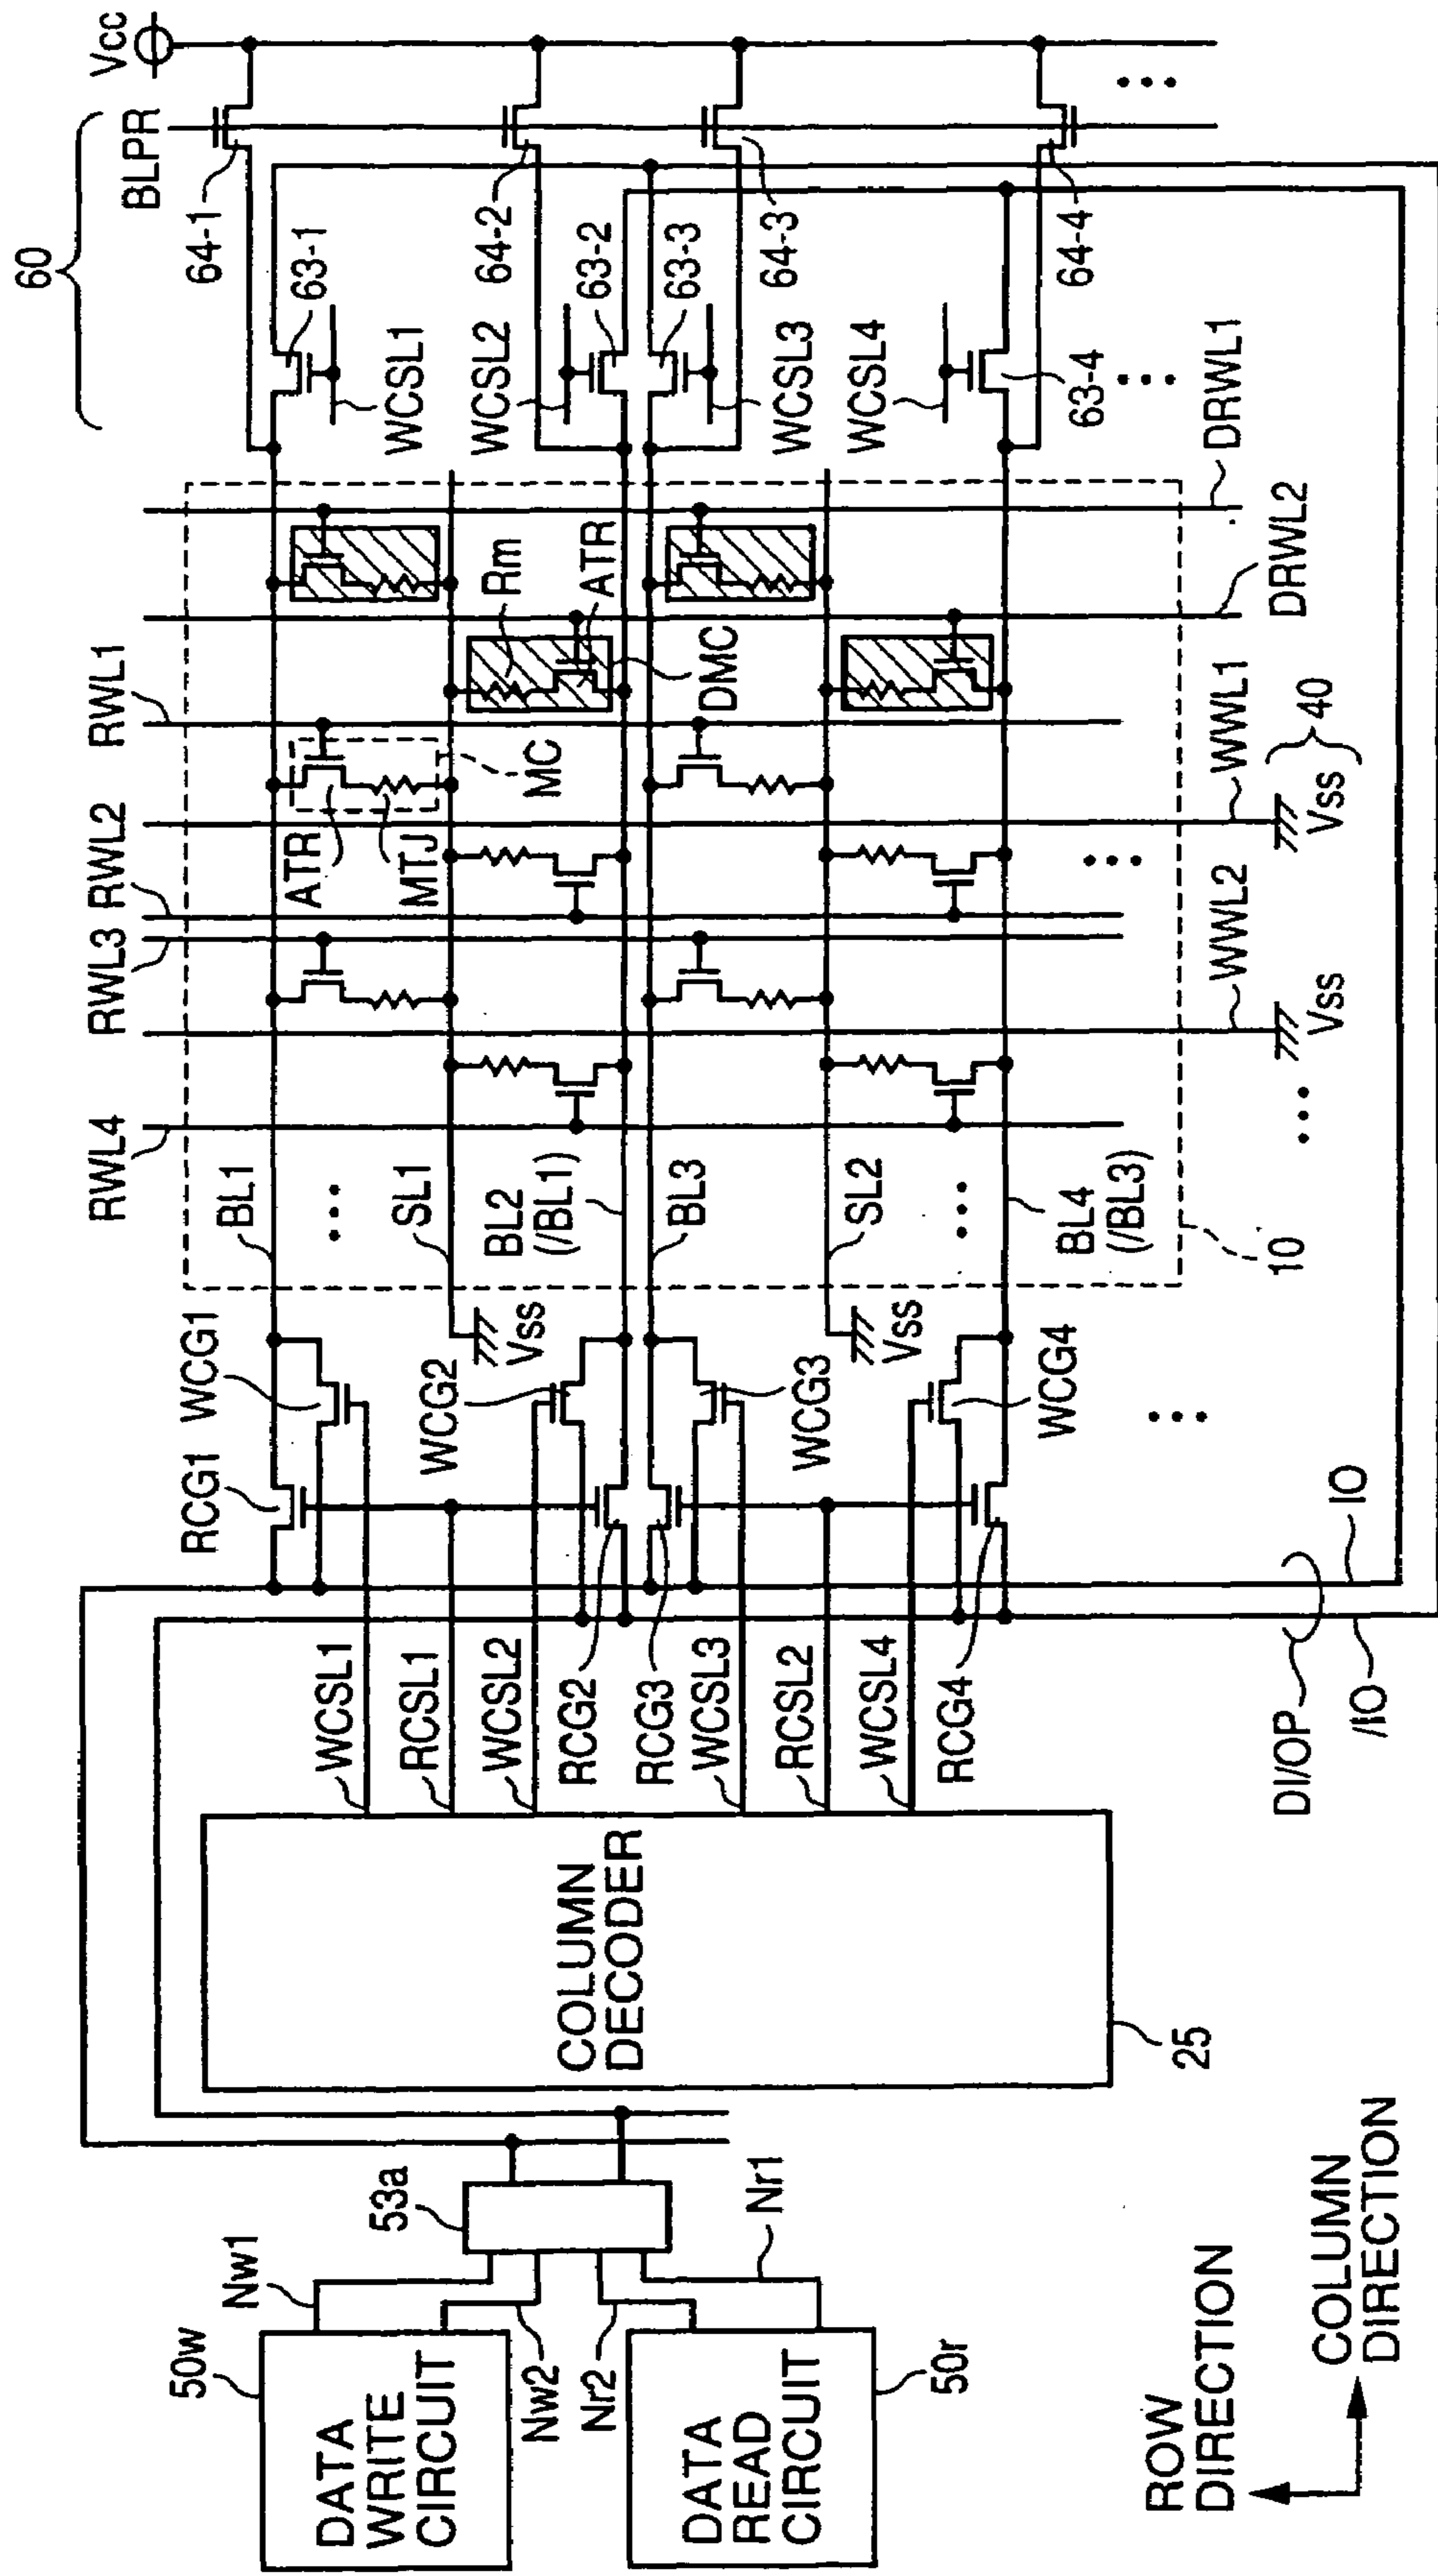 60
Vcc
BLPR
64-1
63-1
WCSL1
64-2
WCSL2
63-2
63-3
64-3
WCSL3
WCSL4
63-4
64-4
DRWL1
DRWL2
Rm
ATR
DMC
RWL1
MC
ATR
MTJ
RWL2
RWL3
RWL4
WWL1
40
Vss
WWL2
Vss
BL1
SL1
BL2
(/BL1)
BL3
SL2
BL4
(/BL3)
10
WCG1
Vss
WCG2
WCG3
Vss
WCG4
RCG1
WCSL1
RCSL1
WCSL2
RCG2
RCG3
WCSL3
RCSL2
WCSL4
RCG4
IO
/IO
DI/OP
COLUMN
DECODER
25
53a
Nw1
Nw2
Nr2
Nr1
50w
DATA
WRITE
CIRCUIT
50r
DATA
READ
CIRCUIT
ROW
DIRECTION
COLUMN
DIRECTION